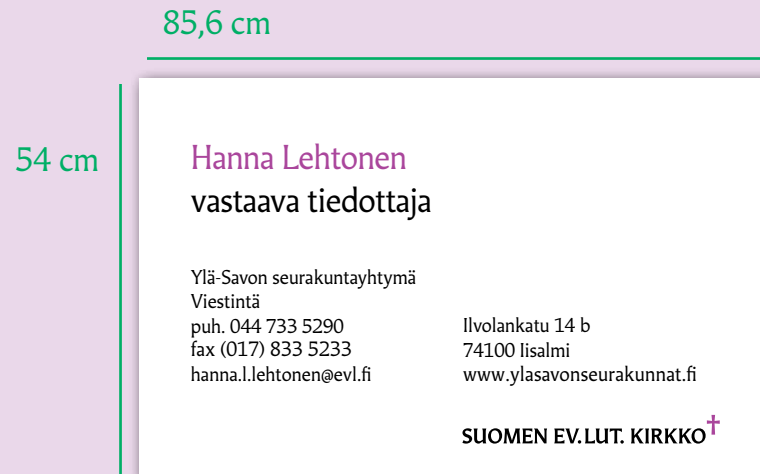 85,6 cm
54 cm
Hanna Lehtonen
vastaava tiedottaja
Ylä-Savon seurakuntayhtymä
Viestintä
puh. 044 733 5290
fax (017) 833 5233
hanna.l.lehtonen@evl.fi
Ilvolankatu 14 b
74100 Iisalmi
www.ylasavonseurakunnat.fi
SUOMEN EV.LUT. KIRKKO